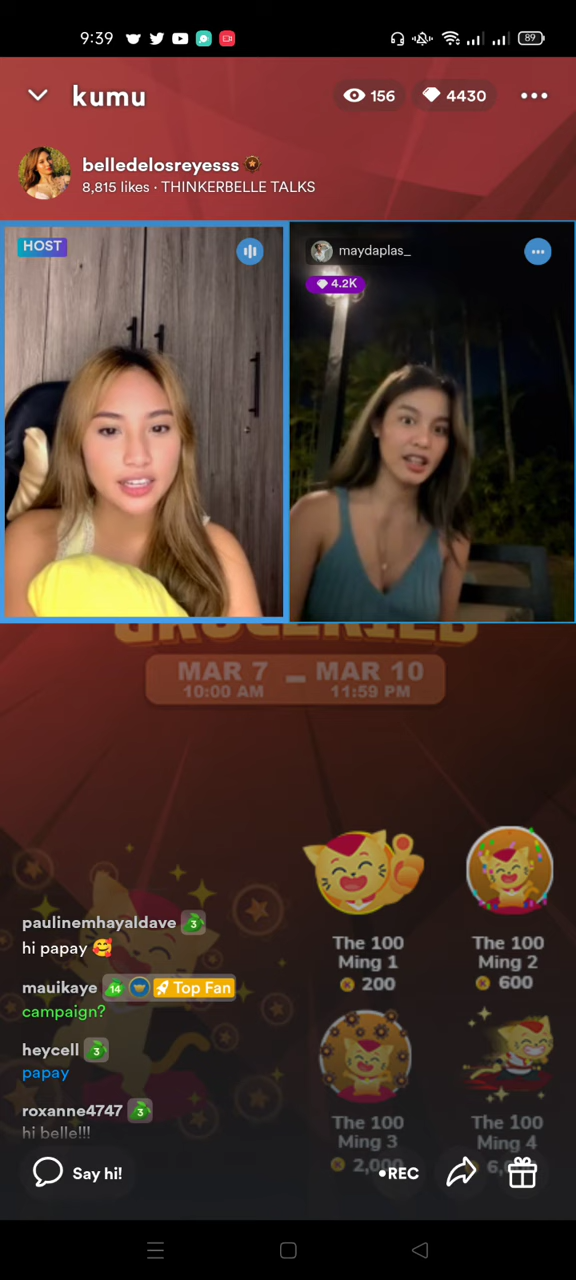 9:39
89
kumu
156
4430
belledelosreyesss
8,815 likes · THINKERBELLE TALKS
HOST
maydaplas_
4.2K
GROCERIES
MAR 7 – MAR 10
10:00 AM 11:59 PM
The 100
Ming 1
200
The 100
Ming 2
600
The 100
Ming 3
The 100
Ming 4
paulinemhayaldave 3
hi papay 🥰
mauikaye 14 Top Fan
campaign?
heycell 3
papay
roxanne4747 3
hi belle!!!
Say hi!
•REC